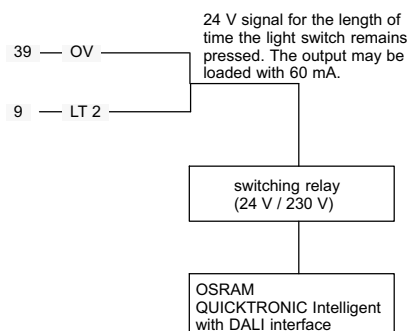 24 V signal for the length of
time the light switch remains
pressed. The output may be
loaded with 60 mA.
39 OV
9 LT 2
switching relay
(24 V / 230 V)
OSRAM
QUICKTRONIC Intelligent
with DALI interface